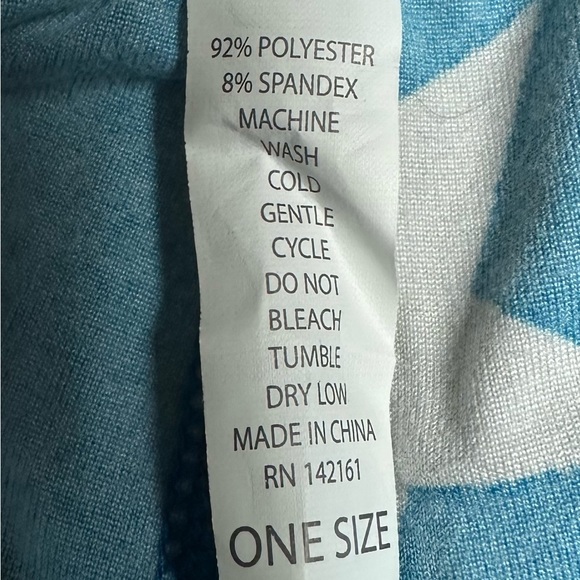 92% POLYESTER
8% SPANDEX
MACHINE
WASH
COLD
GENTLE
CYCLE
DO NOT
BLEACH
TUMBLE
DRY LOW
MADE IN CHINA
RN 142161
ONE SIZE